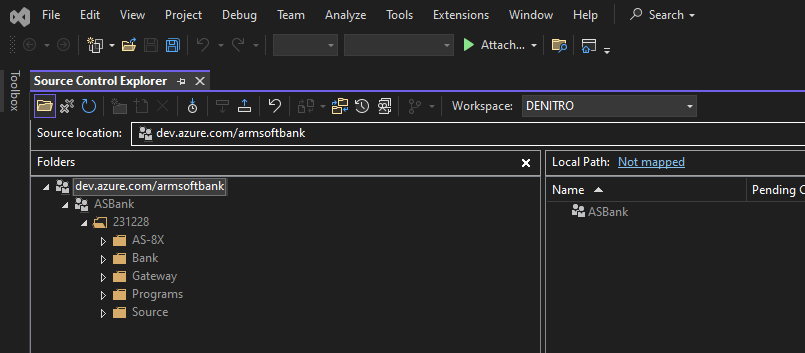 File Edit View Git Project Debug Team Analyze Tools Extensions Window Help Search
Attach...
Toolbox
Source Control Explorer
Workspace: DENITRO
Source location: dev.azure.com/armsoftbank
Folders
Local Path: Not mapped
dev.azure.com/armsoftbank
Name Pending C
ASBank
ASBank
231228
AS-8X
Bank
Gateway
Programs
Source